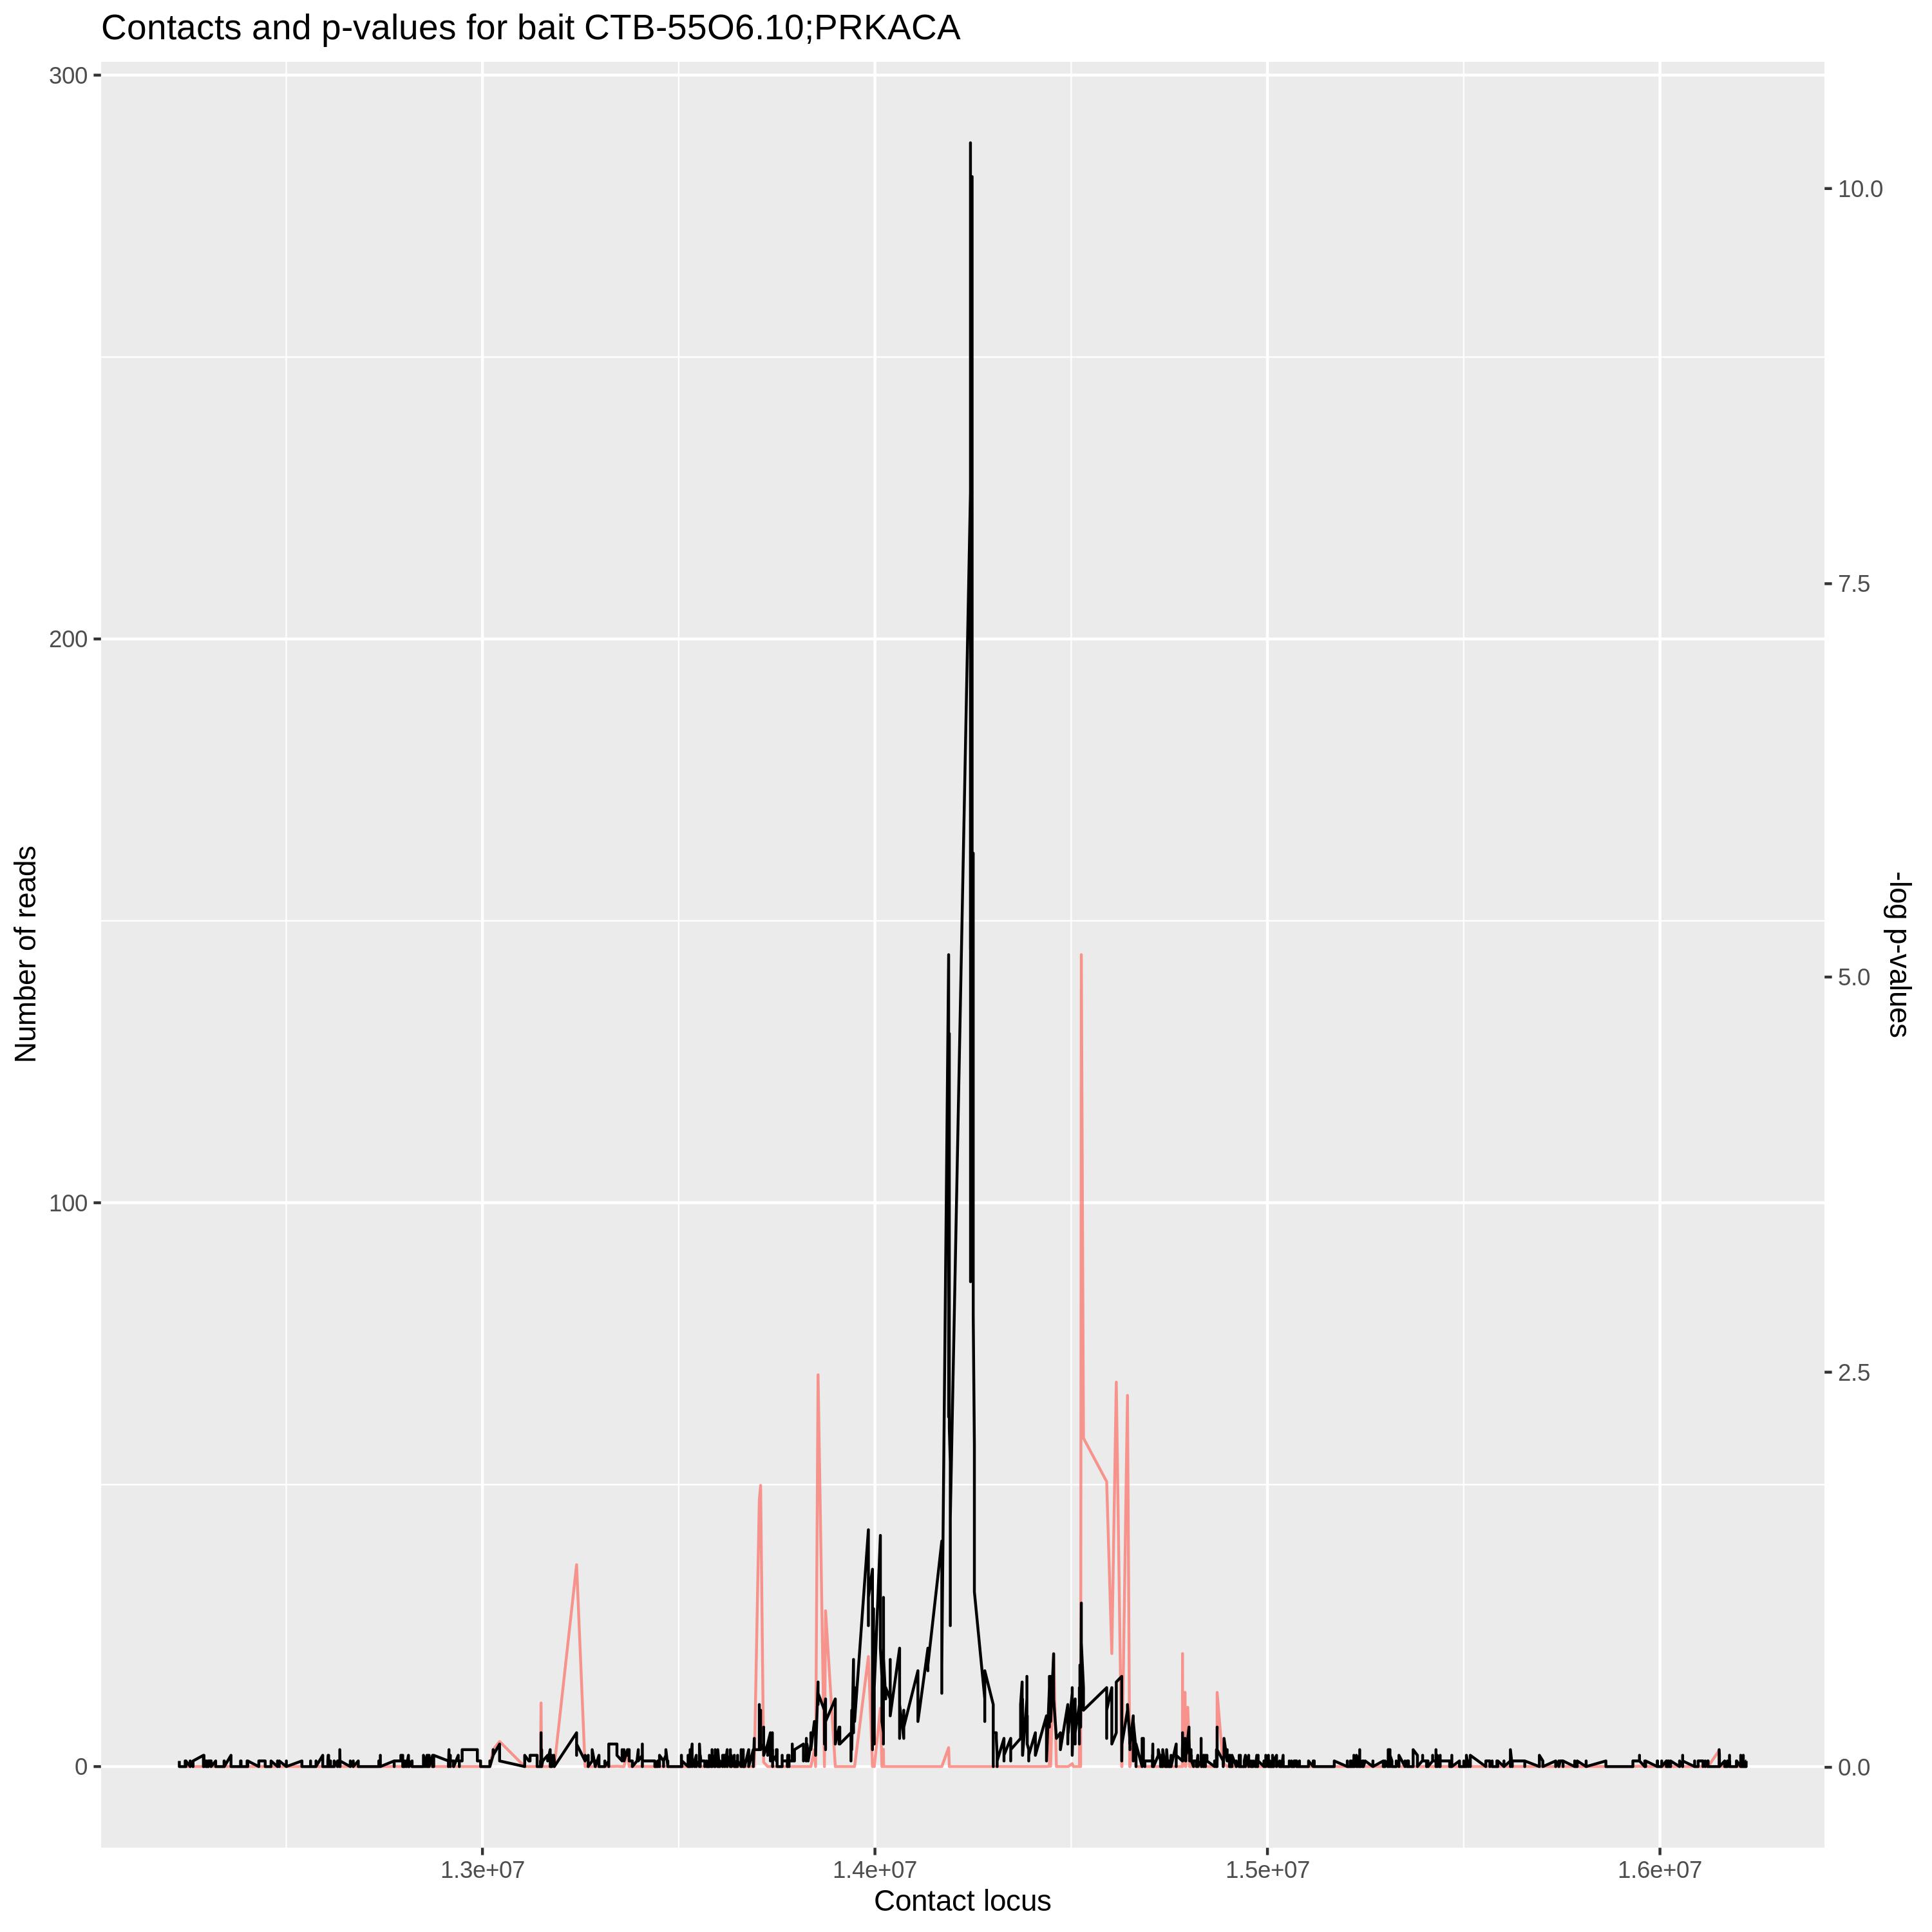 Contacts and p-values for bait CTB-55O6.10;PRKACA
300
200
100
0
Number of reads
10.0
7.5
5.0
2.5
0.0
-log p-values
1.3e+07
1.4e+07
1.5e+07
1.6e+07
Contact locus